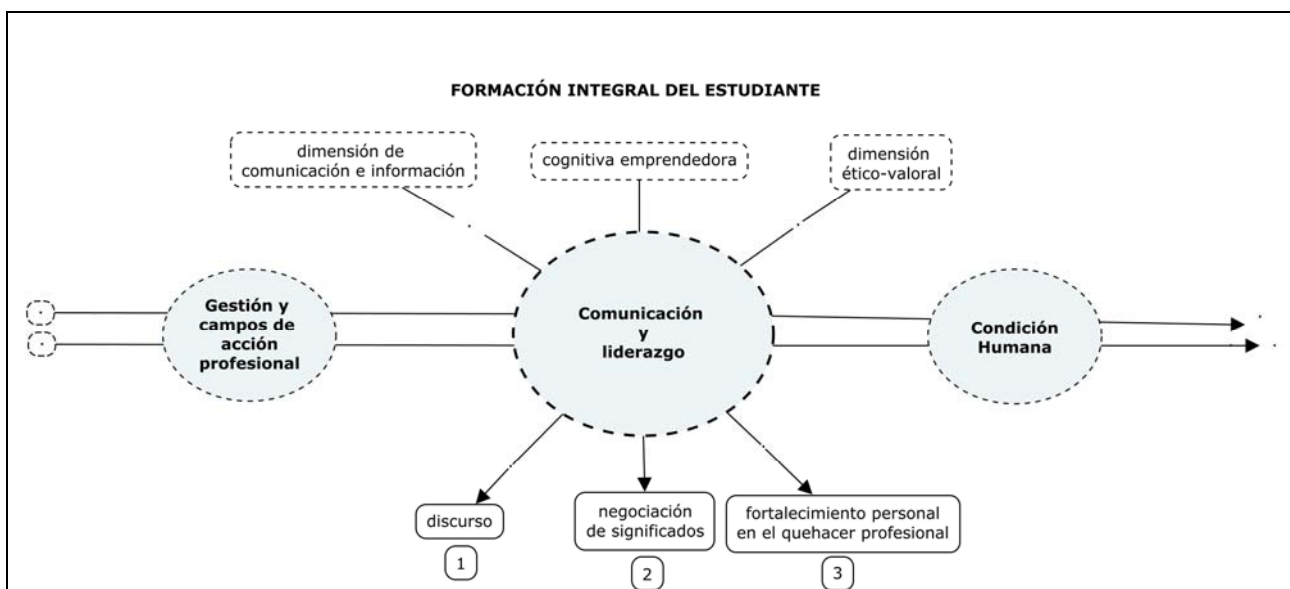 FORMACIÓN INTEGRAL DEL ESTUDIANTE
dimensión de
comunicación e información
cognitiva emprendedora
dimensión
ético-valoral
Gestión y
campos de
acción
profesional
Comunicación
y
liderazgo
Condición
Humana
discurso
1
negociación
de significados
2
fortalecimiento personal
en el quehacer profesional
3